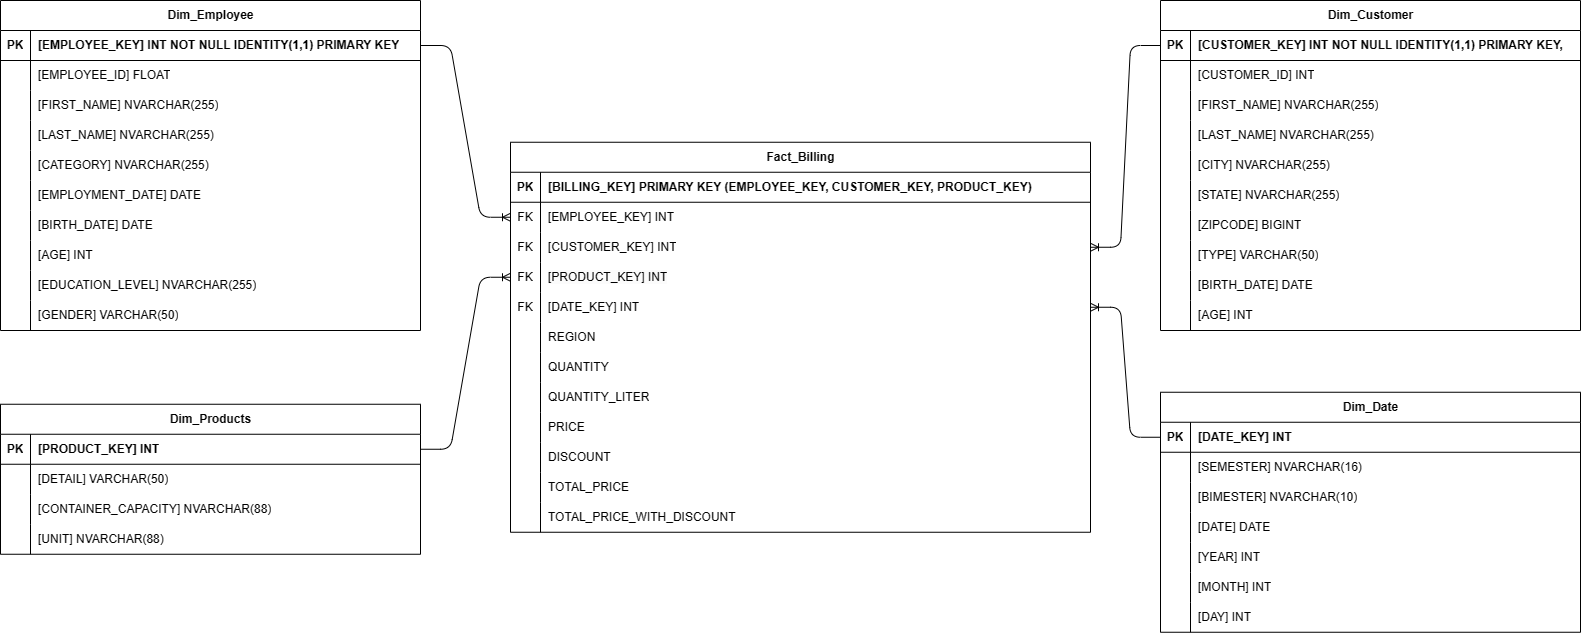 Dim_Employee
PK [EMPLOYEE_KEY] INT NOT NULL IDENTITY(1,1) PRIMARY KEY
[EMPLOYEE_ID] FLOAT
[FIRST_NAME] NVARCHAR(255)
[LAST_NAME] NVARCHAR(255)
[CATEGORY] NVARCHAR(255)
[EMPLOYMENT_DATE] DATE
[BIRTH_DATE] DATE
[AGE] INT
[EDUCATION_LEVEL] NVARCHAR(255)
[GENDER] VARCHAR(50)
Dim_Products
PK [PRODUCT_KEY] INT
[DETAIL] VARCHAR(50)
[CONTAINER_CAPACITY] NVARCHAR(88)
[UNIT] NVARCHAR(88)
Fact_Billing
PK [BILLING_KEY] PRIMARY KEY (EMPLOYEE_KEY, CUSTOMER_KEY, PRODUCT_KEY)
FK [EMPLOYEE_KEY] INT
FK [CUSTOMER_KEY] INT
FK [PRODUCT_KEY] INT
FK [DATE_KEY] INT
REGION
QUANTITY
QUANTITY_LITER
PRICE
DISCOUNT
TOTAL_PRICE
TOTAL_PRICE_WITH_DISCOUNT
Dim_Customer
PK [CUSTOMER_KEY] INT NOT NULL IDENTITY(1,1) PRIMARY KEY,
[CUSTOMER_ID] INT
[FIRST_NAME] NVARCHAR(255)
[LAST_NAME] NVARCHAR(255)
[CITY] NVARCHAR(255)
[STATE] NVARCHAR(255)
[ZIPCODE] BIGINT
[TYPE] VARCHAR(50)
[BIRTH_DATE] DATE
[AGE] INT
Dim_Date
PK [DATE_KEY] INT
[SEMESTER] NVARCHAR(16)
[BIMESTER] NVARCHAR(10)
[DATE] DATE
[YEAR] INT
[MONTH] INT
[DAY] INT